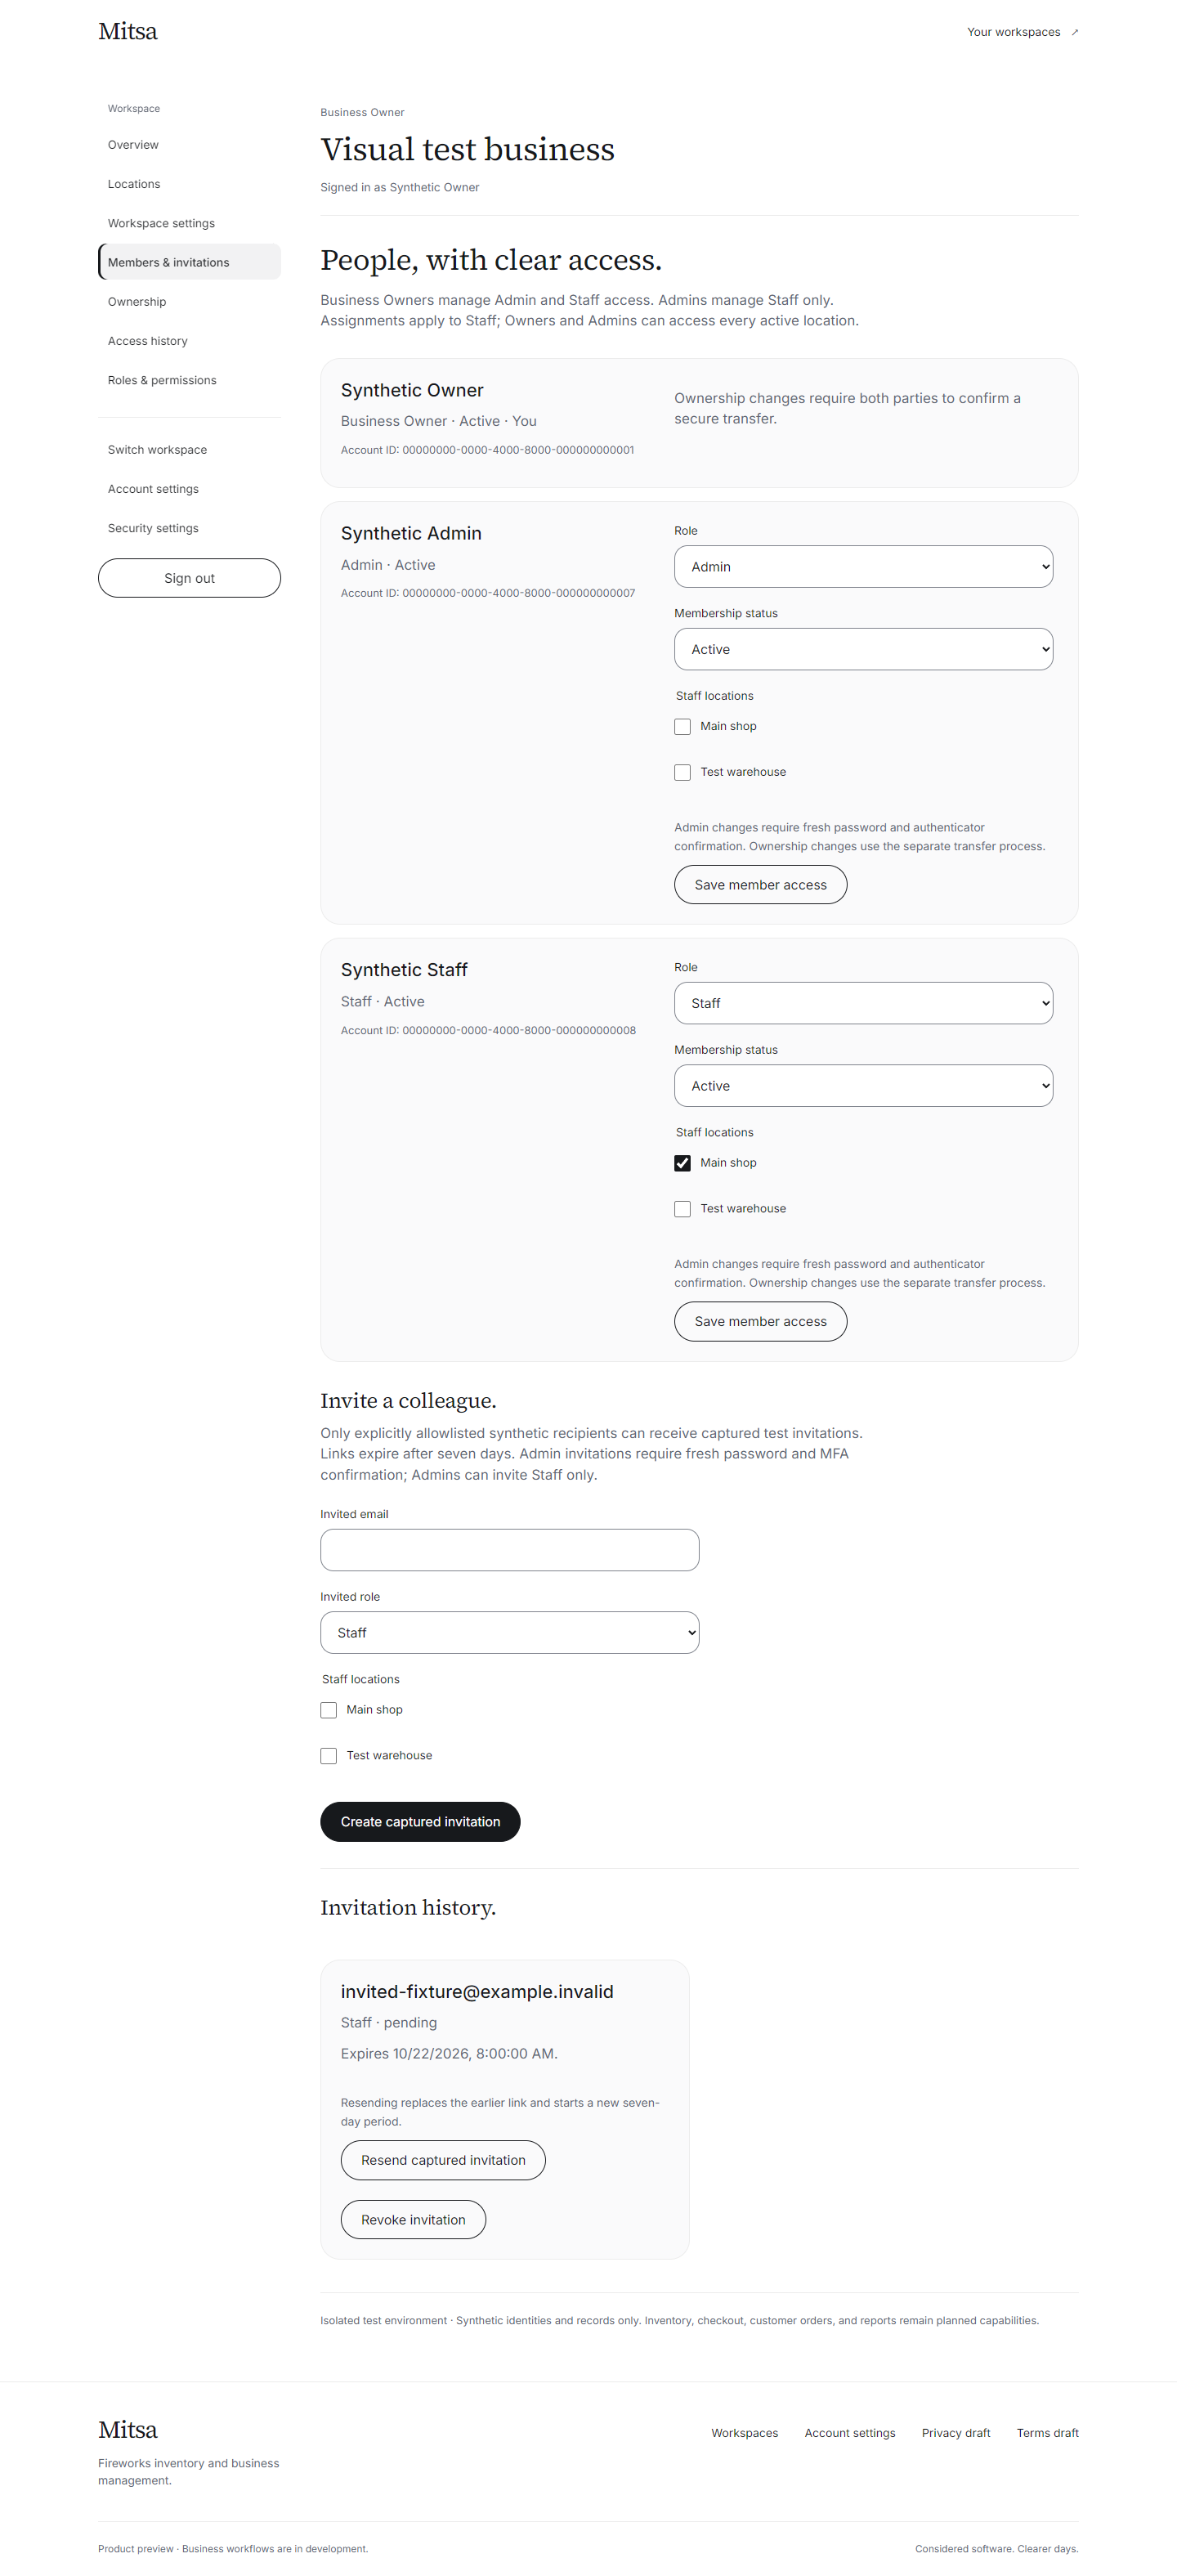 Mitsa
Your workspaces ↗
Workspace
Overview
Locations
Workspace settings
Members & invitations
Ownership
Access history
Roles & permissions
Switch workspace
Account settings
Security settings
Sign out
Business Owner
Visual test business
Signed in as Synthetic Owner
People, with clear access.
Business Owners manage Admin and Staff access. Admins manage Staff only.
Assignments apply to Staff; Owners and Admins can access every active location.
Synthetic Owner
Business Owner · Active · You
Account ID: 00000000-0000-4000-8000-000000000001
Ownership changes require both parties to confirm a
secure transfer.
Synthetic Admin
Admin · Active
Account ID: 00000000-0000-4000-8000-000000000007
Role
Admin
Membership status
Active
Staff locations
Main shop
Test warehouse
Admin changes require fresh password and authenticator
confirmation. Ownership changes use the separate transfer process.
Save member access
Synthetic Staff
Staff · Active
Account ID: 00000000-0000-4000-8000-000000000008
Role
Staff
Membership status
Active
Staff locations
Main shop
Test warehouse
Admin changes require fresh password and authenticator
confirmation. Ownership changes use the separate transfer process.
Save member access
Invite a colleague.
Only explicitly allowlisted synthetic recipients can receive captured test invitations.
Links expire after seven days. Admin invitations require fresh password and MFA
confirmation; Admins can invite Staff only.
Invited email
Invited role
Staff
Staff locations
Main shop
Test warehouse
Create captured invitation
Invitation history.
invited-fixture@example.invalid
Staff · pending
Expires 10/22/2026, 8:00:00 AM.
Resending replaces the earlier link and starts a new seven-
day period.
Resend captured invitation
Revoke invitation
Isolated test environment · Synthetic identities and records only. Inventory, checkout, customer orders, and reports remain planned capabilities.
Mitsa
Fireworks inventory and business
management.
Workspaces
Account settings
Privacy draft
Terms draft
Product preview · Business workflows are in development.
Considered software. Clearer days.